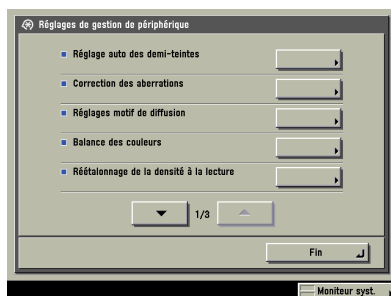 Réglages de gestion de périphérique
Réglage auto des demi-teintes
Correction des aberrations
Réglages motif de diffusion
Balance des couleurs
Réétalonnage de la densité à la lecture
1/3
Fin
Moniteur syst.